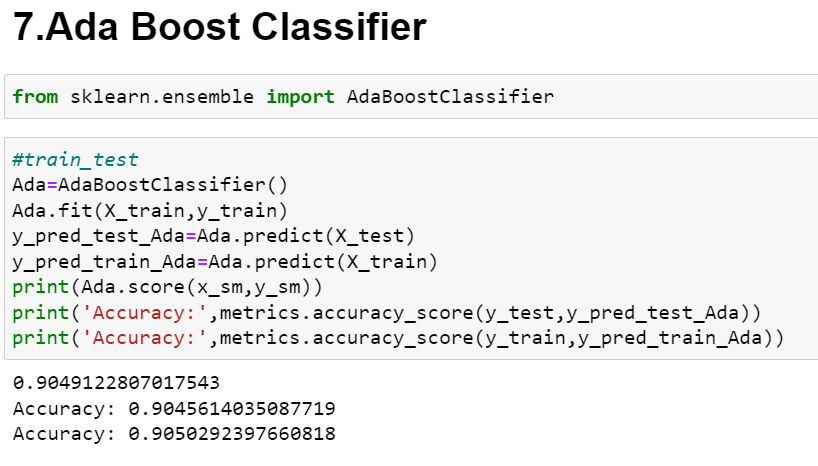 7.Ada Boost Classifier
from sklearn.ensemble import AdaBoostClassifier
#train_test
Ada=AdaBoostClassifier()
Ada.fit(X_train,y_train)
y_pred_test_Ada=Ada.predict(X_test)
y_pred_train_Ada=Ada.predict(X_train)
print(Ada.score(x_sm,y_sm))
print('Accuracy:',metrics.accuracy_score(y_test,y_pred_test_Ada))
print('Accuracy:',metrics.accuracy_score(y_train,y_pred_train_Ada))
0.9049122807017543
Accuracy: 0.9045614035087719
Accuracy: 0.9050292397660818